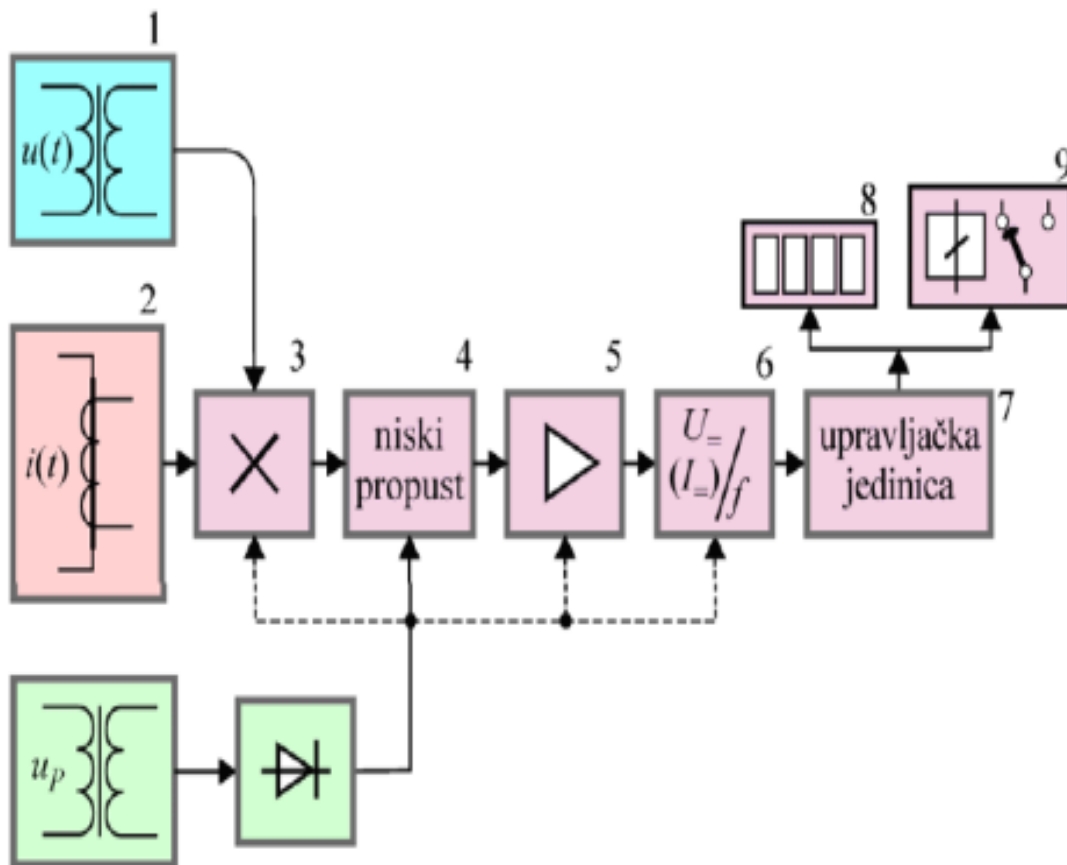 1
u(t)
2
i(t)
3
4
niski
propust
5
6
U=
(I=)/f
7
upravljačka
jedinica
8
9
uP